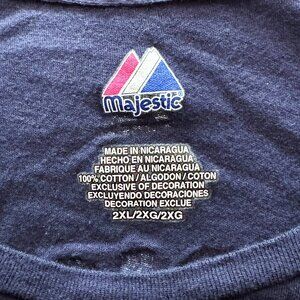 Majestic
MADE IN NICARAGUA
HECHO EN NICARAGUA
FABRIQUE AU NICARAGUA
100% COTTON / ALGODON / COTON
EXCLUSIVE OF DECORATION
EXCLUYENDO DECORACIONES
DECORATION EXCLUE
2XL/2XG/2XG